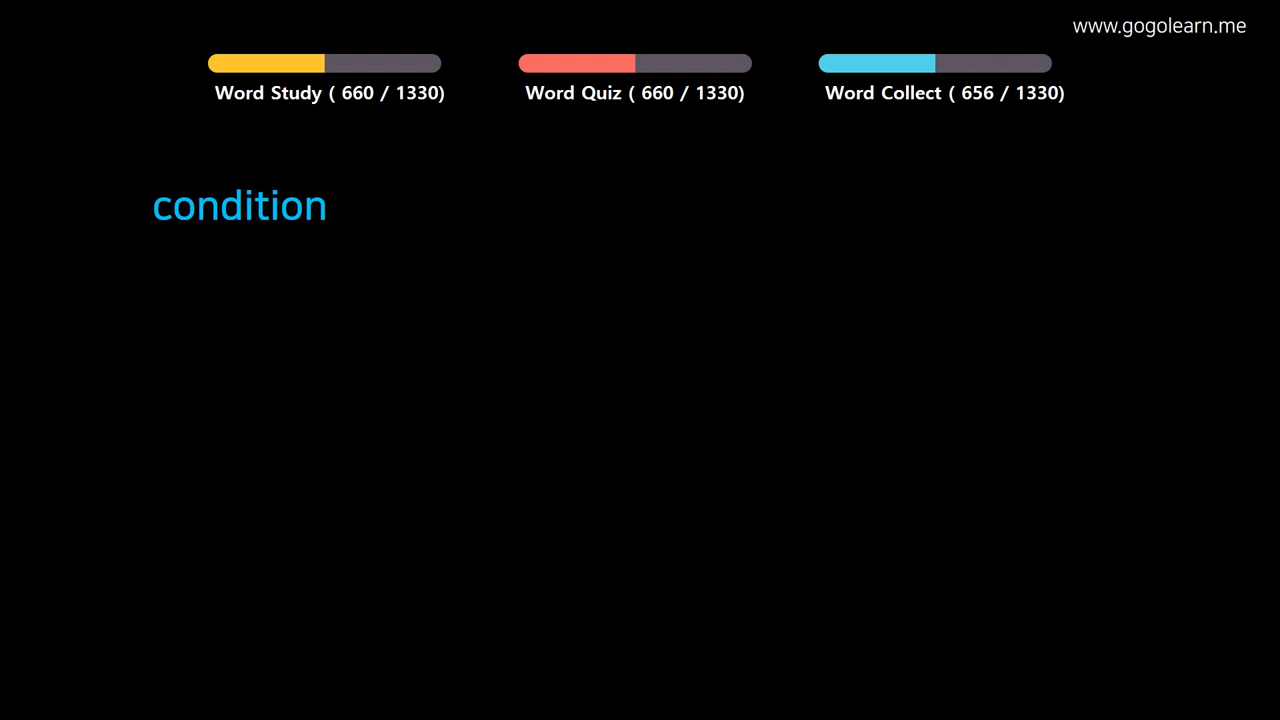 www.gogolearn.me
Word Study ( 660 / 1330)
Word Quiz ( 660 / 1330)
Word Collect ( 656 / 1330)
condition